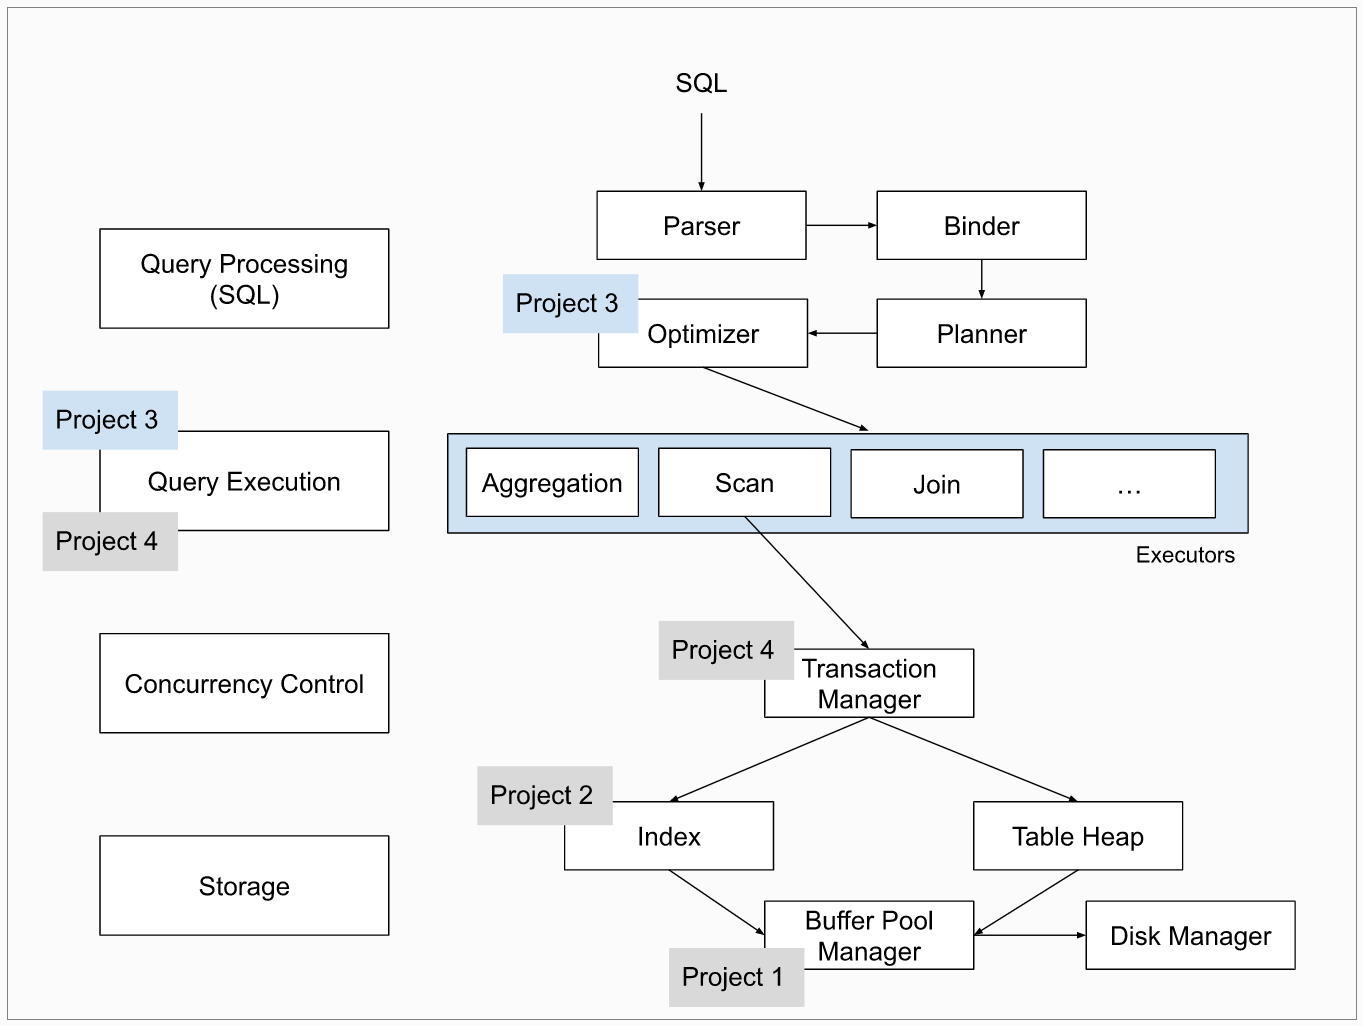 SQL
Parser
Binder
Query Processing
(SQL)
Project 3
Optimizer
Planner
Project 3
Query Execution
Project 4
Aggregation
Scan
Join
...
Executors
Concurrency Control
Project 4
Transaction
Manager
Project 2
Index
Table Heap
Storage
Buffer Pool
Manager
Disk Manager
Project 1